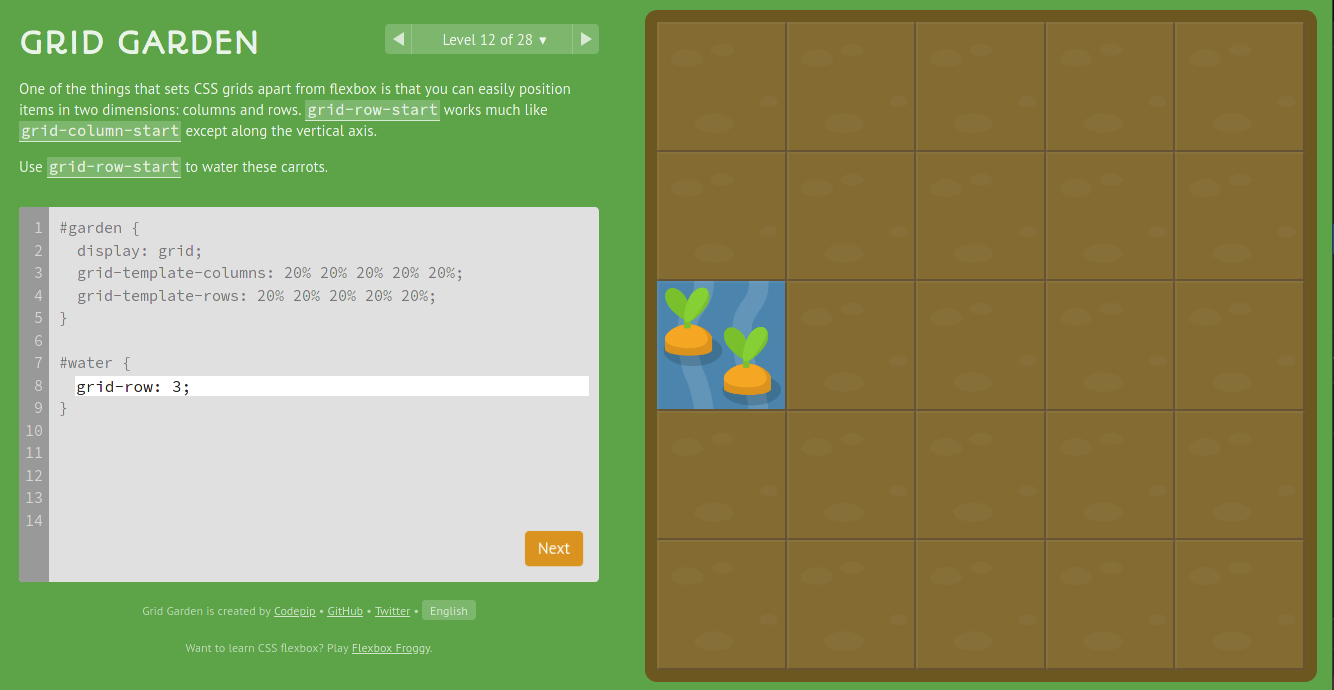 GRID GARDEN
◀ Level 12 of 28 ▼ ▶
One of the things that sets CSS grids apart from flexbox is that you can easily position
items in two dimensions: columns and rows. grid-row-start works much like
grid-column-start except along the vertical axis.
Use grid-row-start to water these carrots.
1 #garden {
2 display: grid;
3 grid-template-columns: 20% 20% 20% 20% 20%;
4 grid-template-rows: 20% 20% 20% 20% 20%;
5 }
6
7 #water {
8 grid-row: 3;
9 }
10
11
12
13
14
Next
Grid Garden is created by Codepip • GitHub • Twitter • English
Want to learn CSS flexbox? Play Flexbox Froggy.